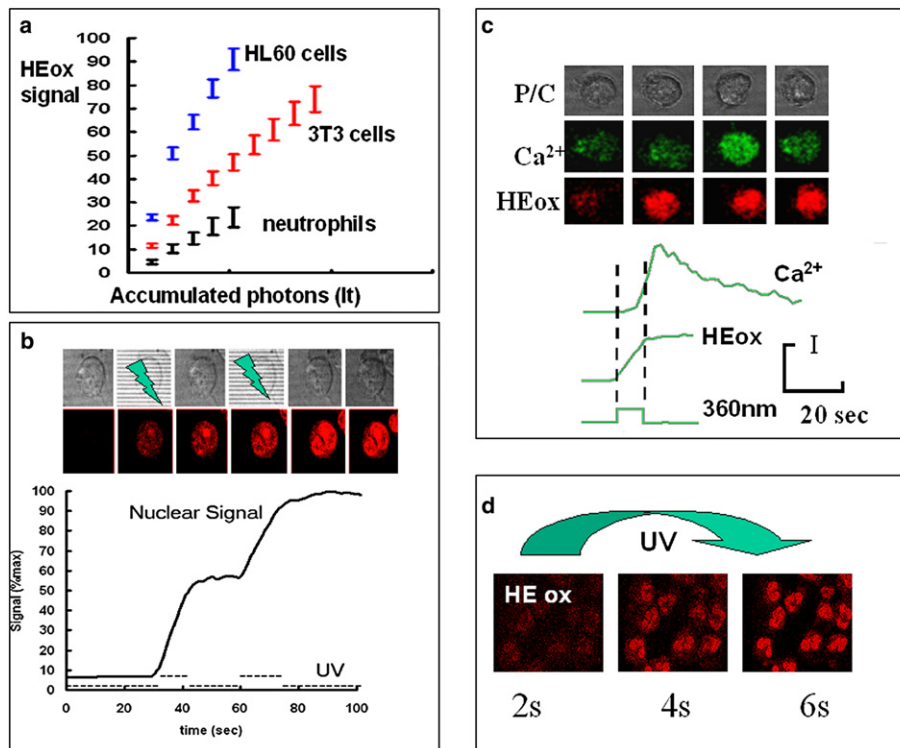 a
HEox
signal
100
90
80
70
60
50
40
30
20
10
0
HL60 cells
3T3 cells
neutrophils
Accumulated photons (It)
b
100
90
80
70
60
50
40
30
20
10
0
Signal (%max)
Nuclear Signal
UV
0 20 40 60 80 100
time (sec)
c
P/C
Ca²⁺
HEox
Ca²⁺
HEox
I
360nm
20 sec
d
UV
HE ox
2s 4s 6s